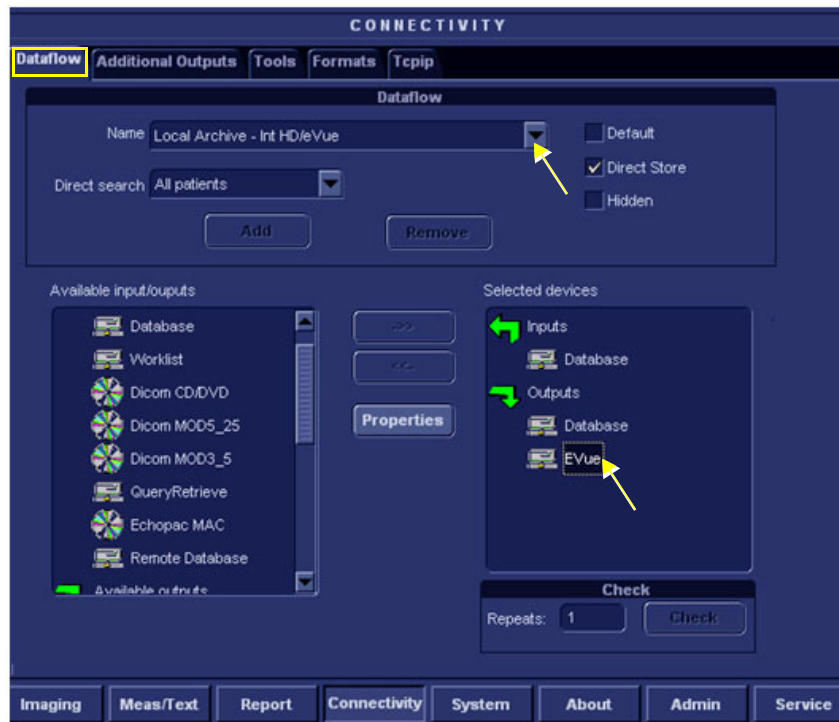 CONNECTIVITY
Dataflow Additional Outputs Tools Formats Tcpip
Dataflow
Name Local Archive - Int HD/eVue Default
Direct Store
Direct search All patients
Hidden
Add Remove
Available input/ouputs Selected devices
Database >> Inputs
Worklist << Database
Dicom CD/DVD Outputs
Dicom MOD5_25 Properties Database
Dicom MOD3_5 EVue
QueryRetrieve
Echopac MAC
Remote Database
Available outputs
Check
Repeats: 1 Check
Imaging Meas/Text Report Connectivity System About Admin Service